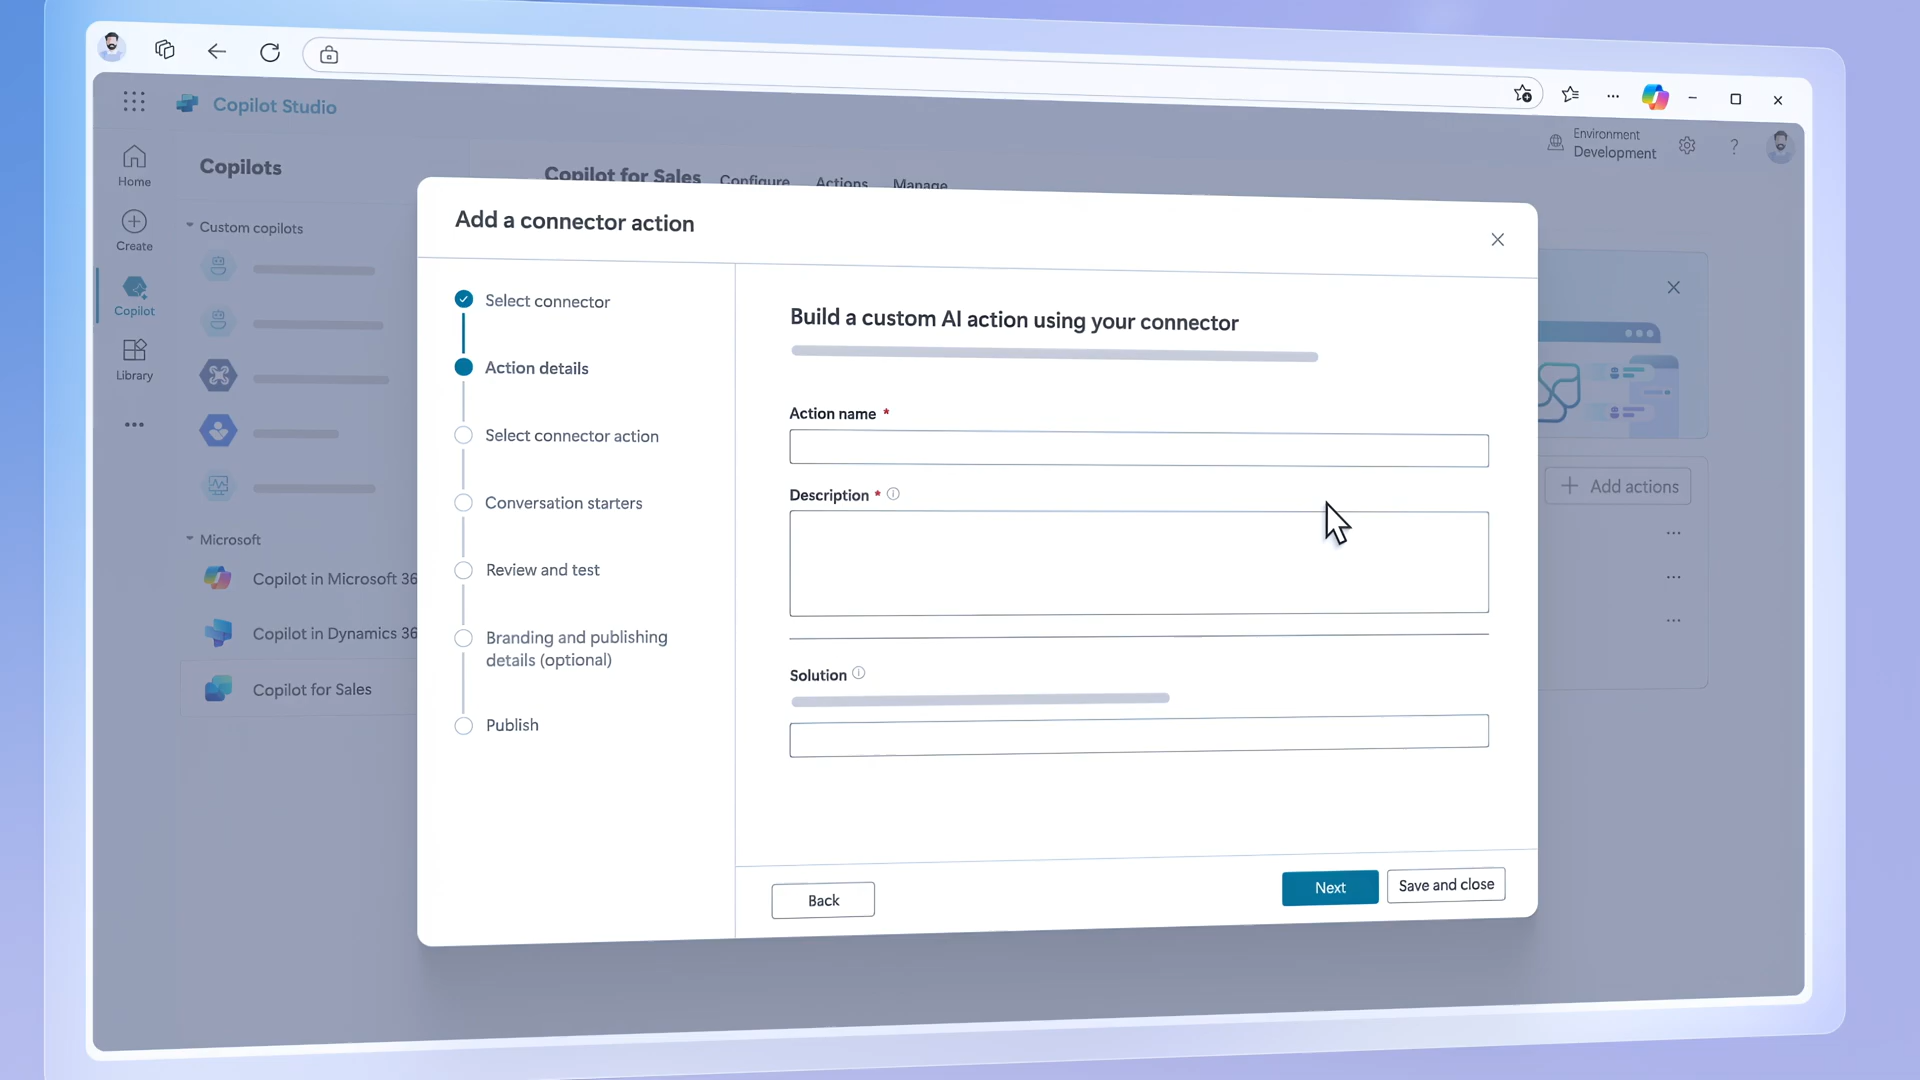 Copilot Studio
Environment
Development
?
Home
Create
Copilot
Library
Copilots
Custom copilots
Microsoft
Copilot in Microsoft 36
Copilot in Dynamics 36
Copilot for Sales
Copilot for Sales Configure Actions Manage
Add a connector action
Select connector
Action details
Select connector action
Conversation starters
Review and test
Branding and publishing
details (optional)
Publish
Build a custom AI action using your connector
Action name *
Description *
Solution
Back
Next
Save and close
+ Add actions